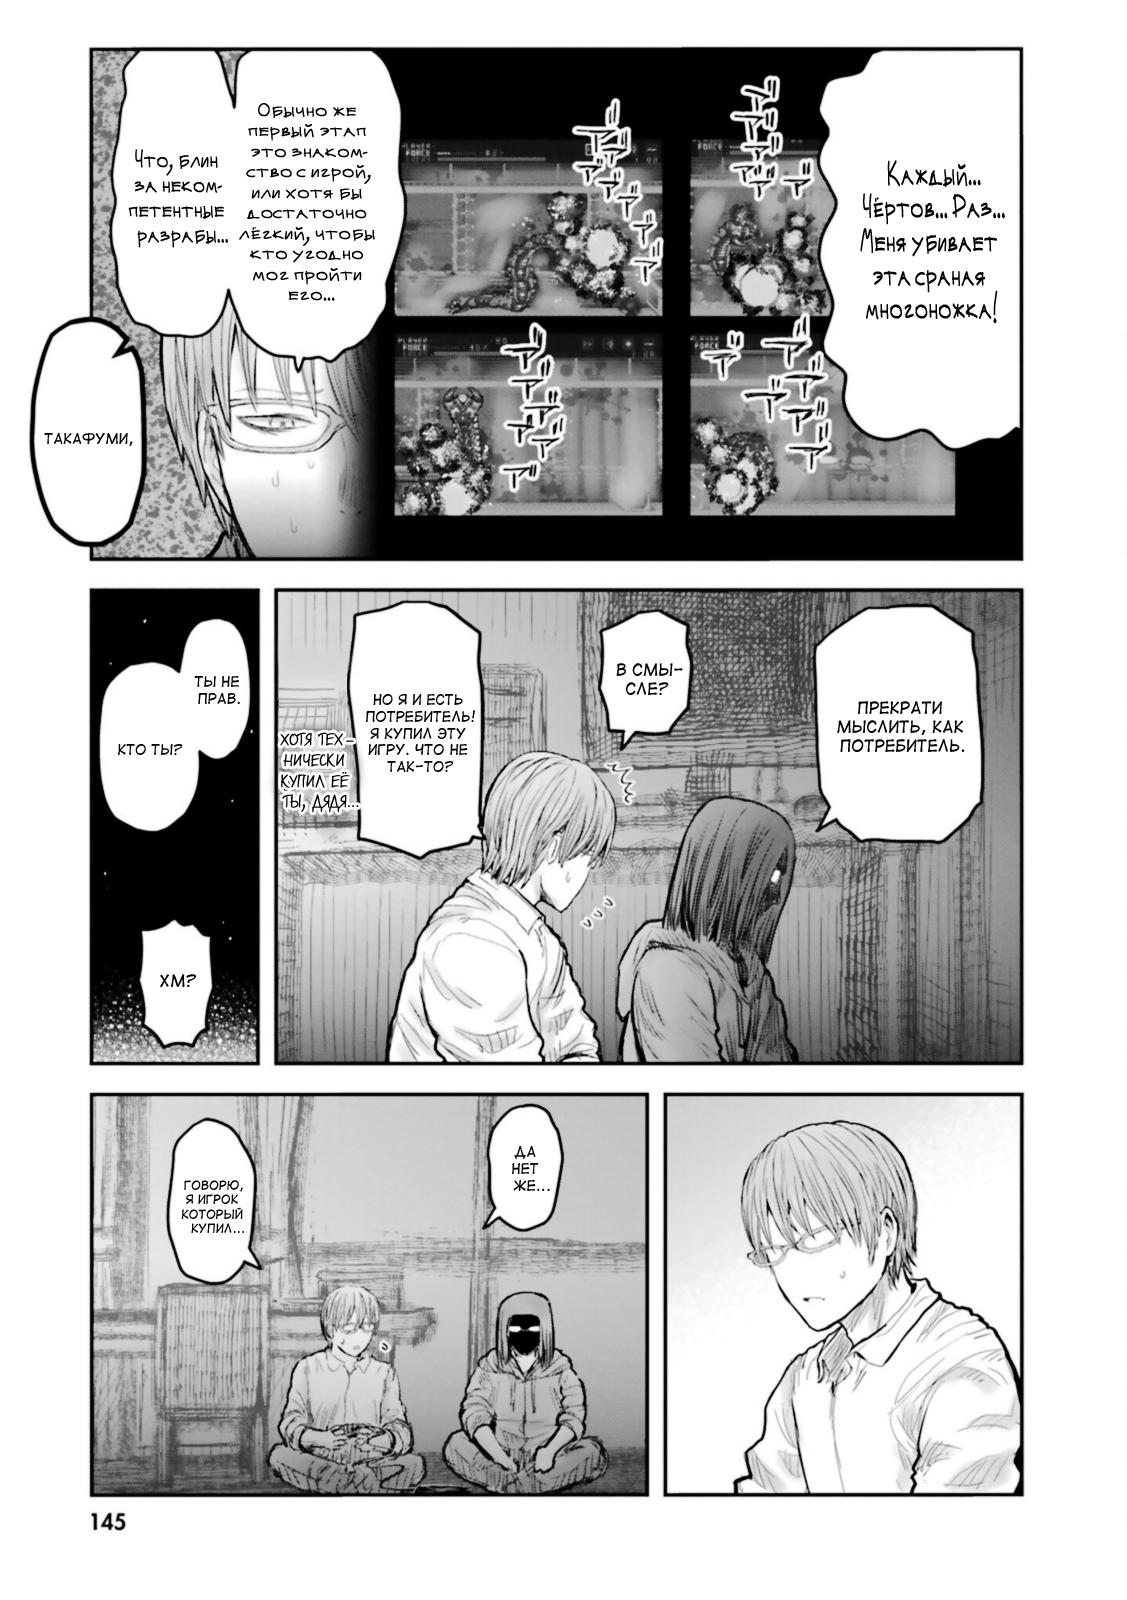 Каждый...
Чёртов... Раз...
Меня убивает
эта сраная
многоножка!
Обычно же
первый этап
это знаком-
ство с игрой,
или хотя бы
достаточно
лёгкий, чтобы
кто угодно
мог пройти
его...
Что, блин
за неком-
петентные
разрабы...
ТАКАФУМИ,
ПРЕКРАТИ
МЫСЛИТЬ, КАК
ПОТРЕБИТЕЛЬ.
В СМЫ-
СЛЕ?
НО Я И ЕСТЬ
ПОТРЕБИТЕЛЬ!
Я КУПИЛ ЭТУ
ИГРУ. ЧТО НЕ
ТАК-ТО?
ХОТЯ ТЕХ-
НИЧЕСКИ
КУПИЛ ЕЁ
ТЫ, ДЯДЯ...
ТЫ НЕ
ПРАВ.
КТО ТЫ?
ХМ?
ДА
НЕТ
ЖЕ...
ГОВОРЮ,
Я ИГРОК
КОТОРЫЙ
КУПИЛ...
145